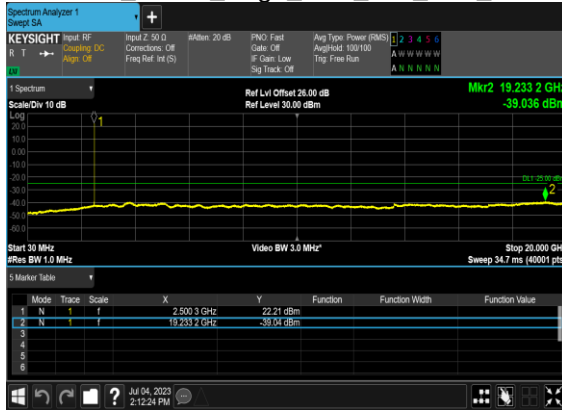 Spectrum Analyzer 1
Swept SA
+
KEYSIGHT Input: RF Input Z: 50 Ω #Atten: 20 dB PNO: Fast Avg Type: Power (RMS) 1 2 3 4 5 6
R T Coupling: DC Corrections: Off Gate: Off Avg|Hold: 100/100 A W W W W W
Align: Off Freq Ref: Int (S) IF Gain: Low Trig: Free Run
LU Sig Track: Off A N N N N N
1 Spectrum Ref Lvl Offset 26.00 dB Mkr2 19.233 2 GHz
Scale/Div 10 dB Ref Level 30.00 dBm -39.036 dBm
Log
20.0
10.0
0.00
-10.0
-20.0
-30.0
-40.0
-50.0
-60.0
1
DL1 -25.00 dBm
2
Start 30 MHz Video BW 3.0 MHz* Stop 20.000 GHz
#Res BW 1.0 MHz Sweep 34.7 ms (40001 pts)
5 Marker Table
Mode Trace Scale X Y Function Function Width Function Value
1 N 1 f 2.500 3 GHz 22.21 dBm
2 N 1 f 19.233 2 GHz -39.04 dBm
3
4
5
6
? Jul 04, 2023
2:12:24 PM